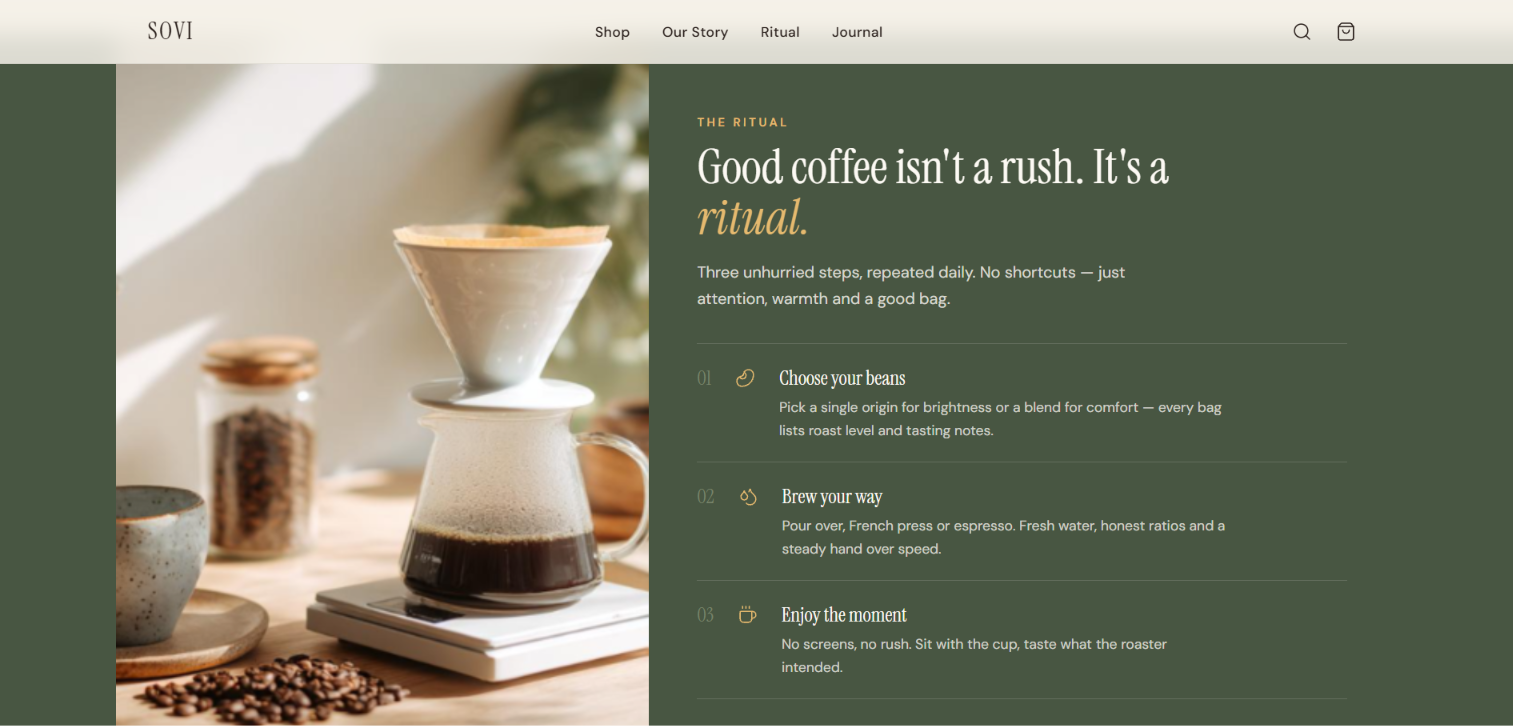 SOVI
Shop
Our Story
Ritual
Journal
THE RITUAL
Good coffee isn't a rush. It's a
ritual.
Three unhurried steps, repeated daily. No shortcuts — just
attention, warmth and a good bag.
01
Choose your beans
Pick a single origin for brightness or a blend for comfort — every bag
lists roast level and tasting notes.
02
Brew your way
Pour over, French press or espresso. Fresh water, honest ratios and a
steady hand over speed.
03
Enjoy the moment
No screens, no rush. Sit with the cup, taste what the roaster
intended.